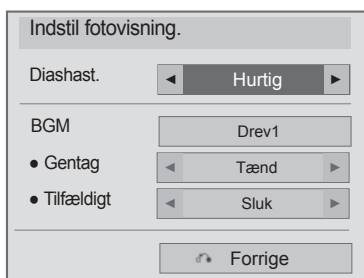 Indstil fotovisning.
Diashast. ◄ Hurtig ►
BGM Drev1
● Gentag ◄ Tænd ►
● Tilfældigt ◄ Sluk ►
Forrige